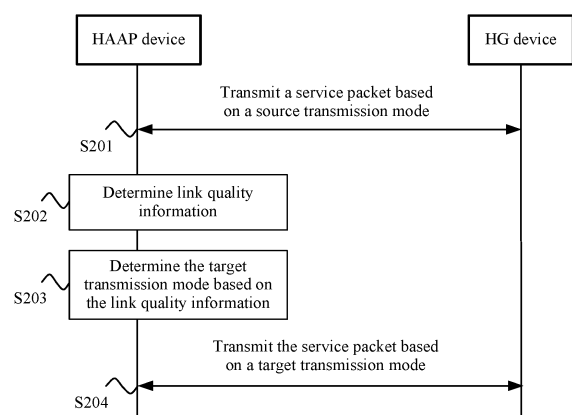 HAAP device
HG device
Transmit a service packet based
on a source transmission mode
S201
Determine link quality
information
S202
Determine the target
transmission mode based on
the link quality information
S203
Transmit the service packet based
on a target transmission mode
S204